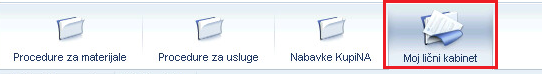 Procedure za materijale
Procedure za usluge
Nabavke KupiNA
Moj lični kabinet